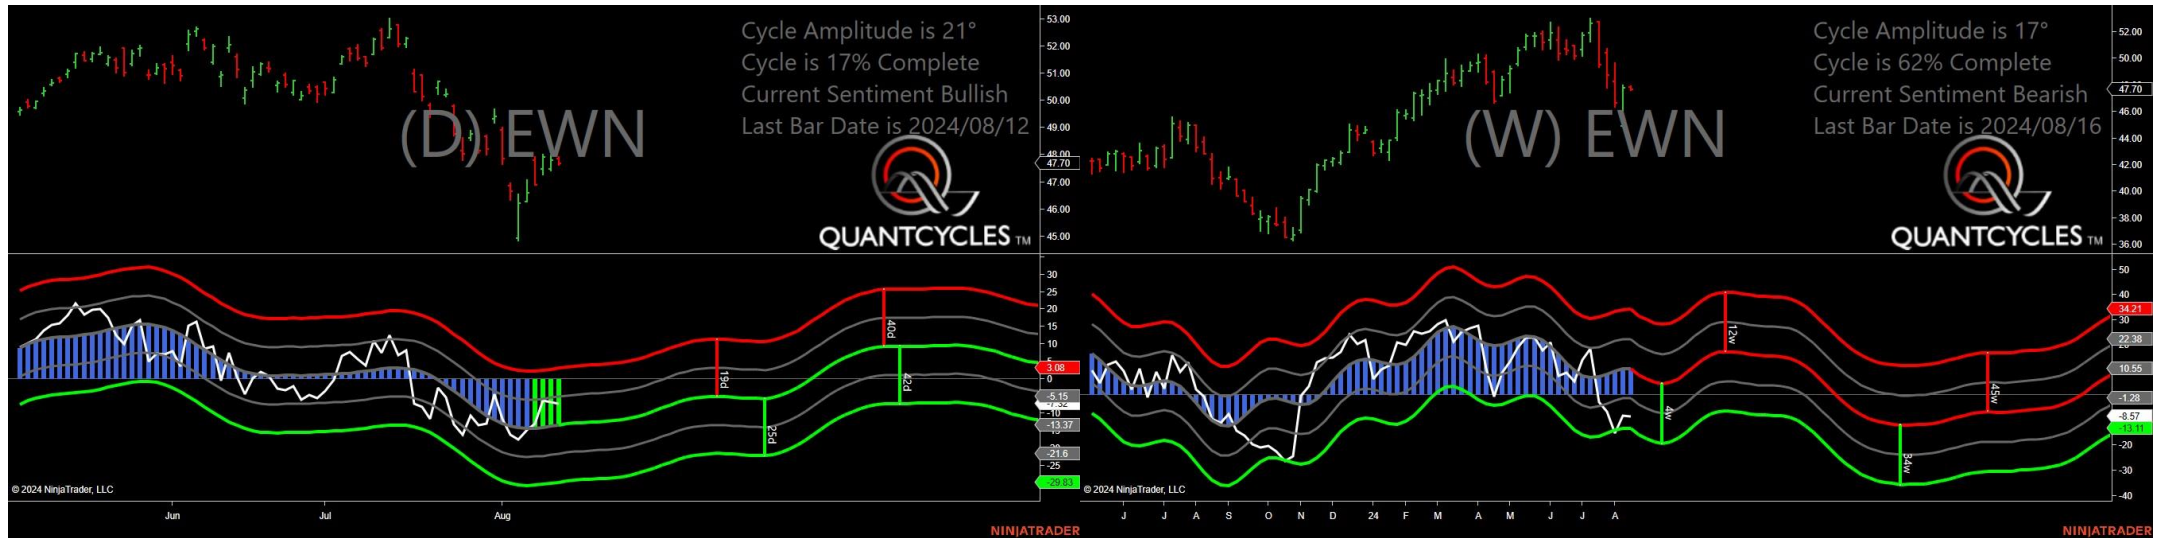 Cycle Amplitude is 21°
Cycle is 17% Complete
Current Sentiment Bullish
Last Bar Date is 2024/08/12
(D) EWN
QUANTCYCLES TM
53.00
52.00
51.00
50.00
49.00
48.00
47.70
47.00
46.00
45.00
30
25
20
15
10
5
3.08
0
-5.15
-7.32
-10
-13.37
-15
-21.6
-25
-29.83
19d
25d
40d
42d
© 2024 NinjaTrader, LLC
Jun Jul Aug
NINJATRADER
Cycle Amplitude is 17°
Cycle is 62% Complete
Current Sentiment Bearish
Last Bar Date is 2024/08/16
(W) EWN
QUANTCYCLES TM
52.00
50.00
47.70
46.00
44.00
42.00
40.00
38.00
36.00
50
40
34.21
30
22.38
10.55
-1.28
-8.57
-13.11
-20
-30
-40
4w
12w
34w
45w
© 2024 NinjaTrader, LLC
J J A S O N D 24 F M A M J J A
NINJATRADER